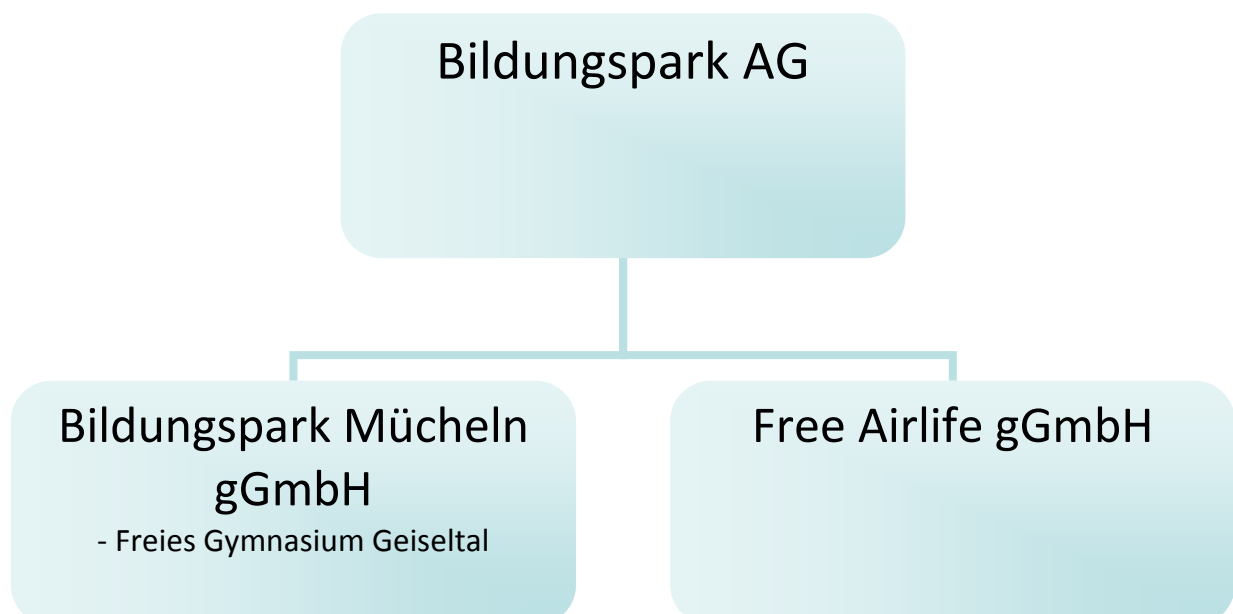 Bildungspark AG
Bildungspark Mücheln
gGmbH
- Freies Gymnasium Geiseltal
Free Airlife gGmbH